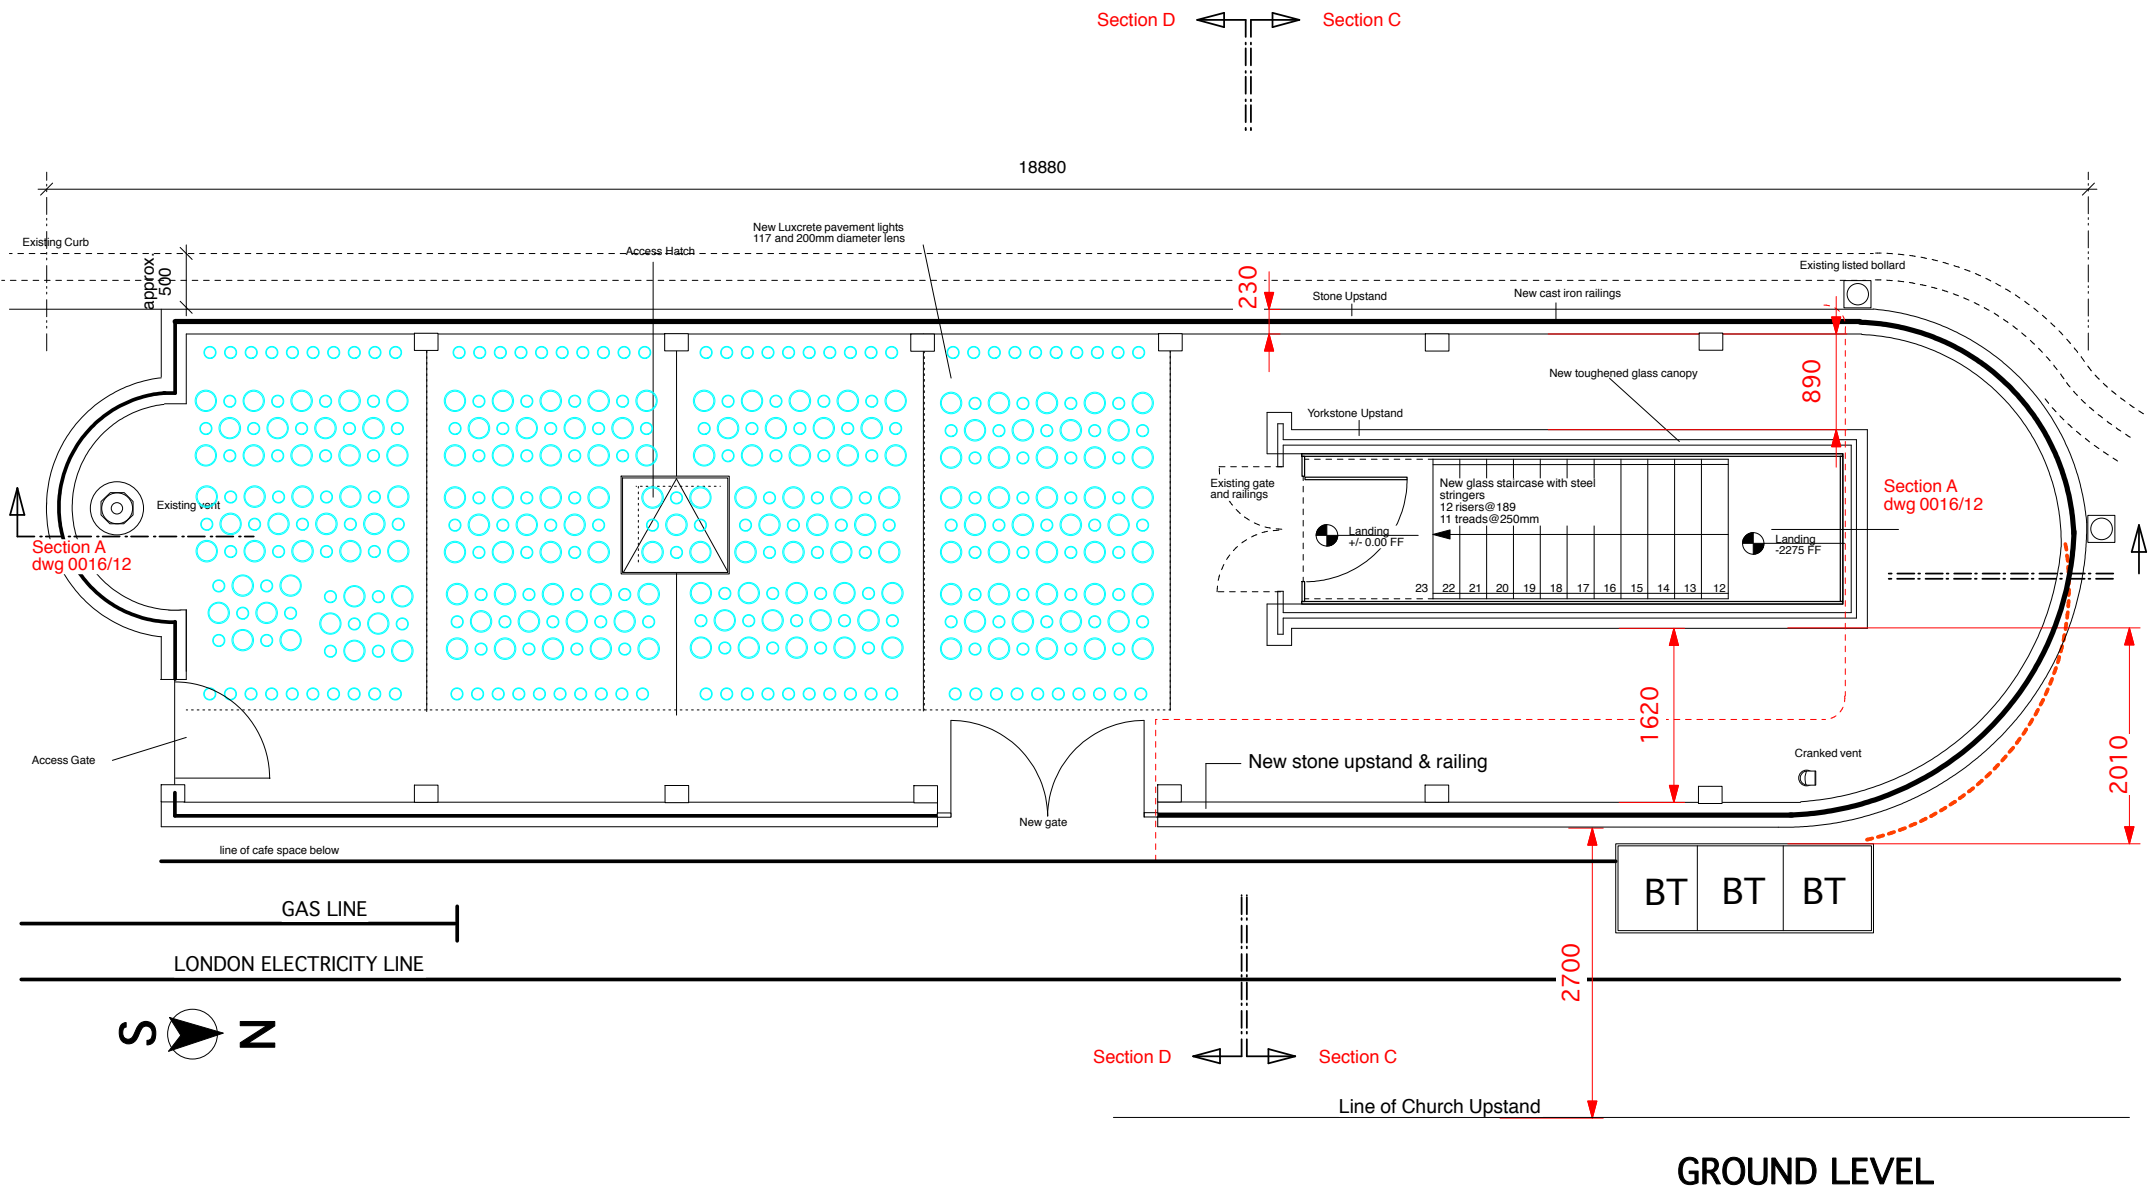 Section D
Section C
18880
New Luxcrete pavement lights
117 and 200mm diameter lens
Existing Curb
Access Hatch
approx
500
230
Existing listed bollard
Stone Upstand
New cast iron railings
890
New toughened glass canopy
Yorkstone Upstand
Existing gate
and railings
New glass staircase with steel
stringers
12 risers@189
11 treads@250mm
Section A
dwg 0016/12
Existing vent
Section A
dwg 0016/12
Landing
+/- 0.00 FF
Landing
-2275 FF
23 22 21 20 19 18 17 16 15 14 13 12
1620
2010
Access Gate
New stone upstand & railing
Cranked vent
New gate
line of cafe space below
BT BT BT
GAS LINE
LONDON ELECTRICITY LINE
2700
S N
Section D
Section C
Line of Church Upstand
GROUND LEVEL